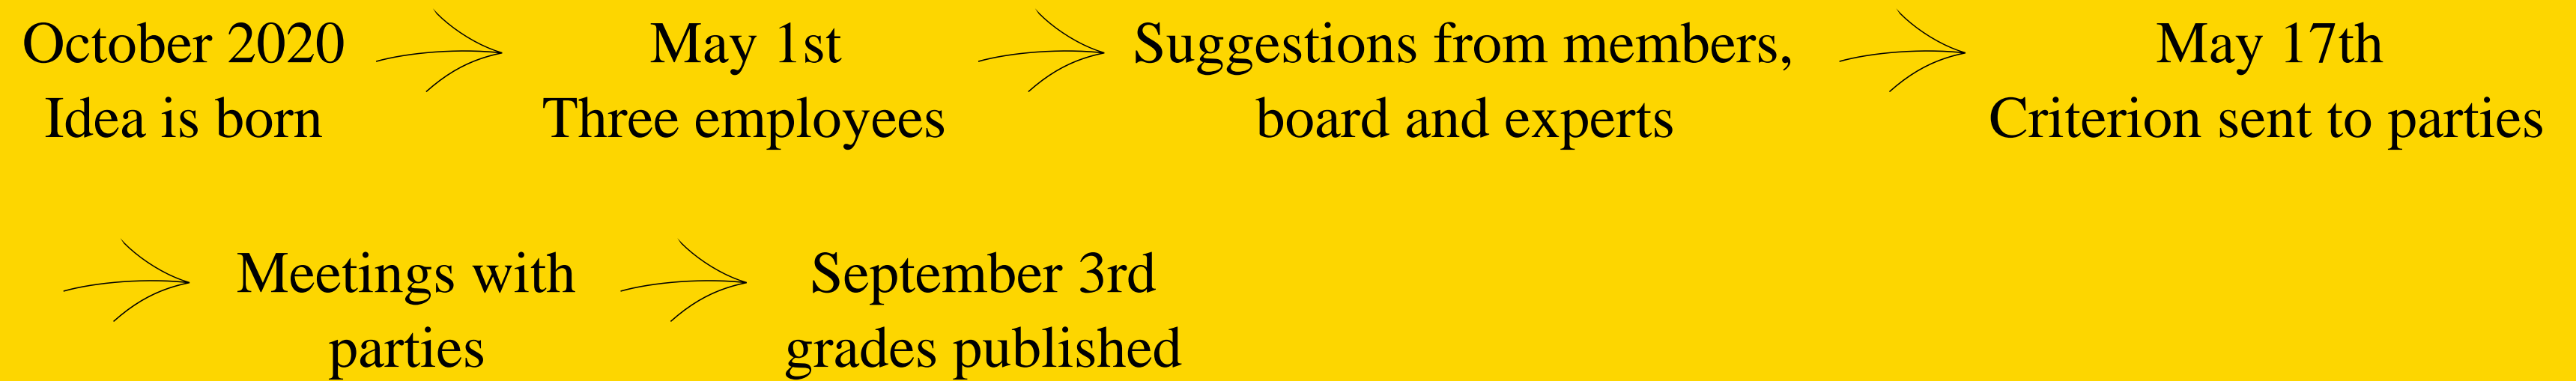 October 2020
Idea is born
May 1st
Three employees
Suggestions from members,
board and experts
May 17th
Criterion sent to parties
Meetings with
parties
September 3rd
grades published